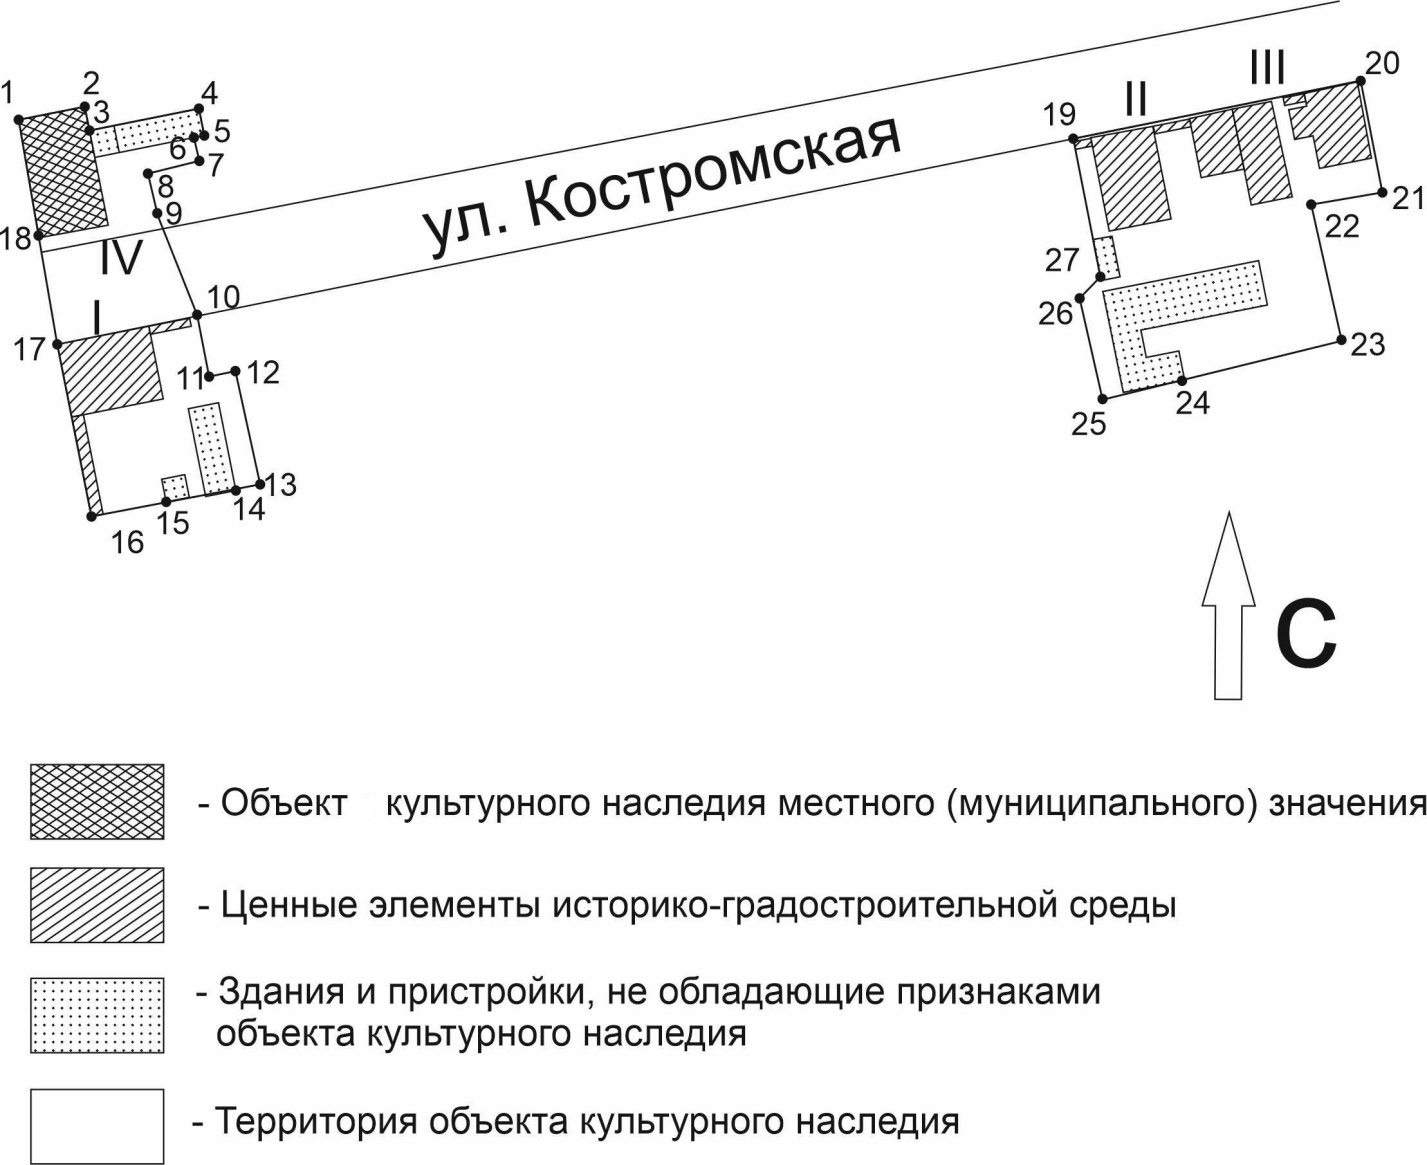 1
2
3
4
5
6
7
8
9
18
IV
I
10
17
11
12
13
14
15
16
ул. Костромская
19
II
III
20
21
22
27
26
23
24
25
С
- Объект культурного наследия местного (муниципального) значения
- Ценные элементы историко-градостроительной среды
- Здания и пристройки, не обладающие признаками
объекта культурного наследия
- Территория объекта культурного наследия